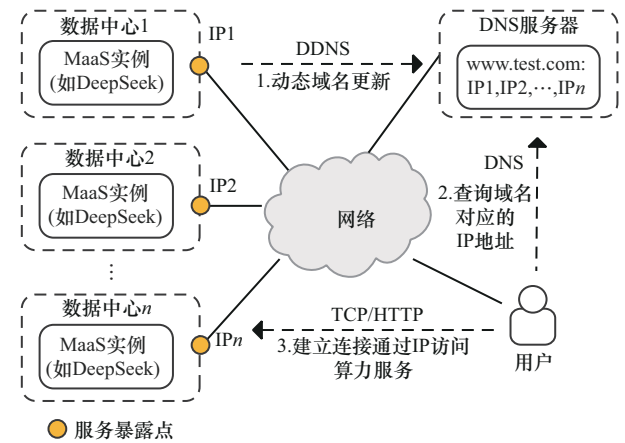 数据中心1
MaaS实例
(如DeepSeek)
IP1
DDNS
1.动态域名更新
DNS服务器
www.test.com:
IP1,IP2,⋯,IPn
数据中心2
MaaS实例
(如DeepSeek)
IP2
网络
DNS
2.查询域名
对应的
IP地址
⋮
数据中心n
MaaS实例
(如DeepSeek)
IPn
TCP/HTTP
3.建立连接通过IP访问
算力服务
用户
服务暴露点